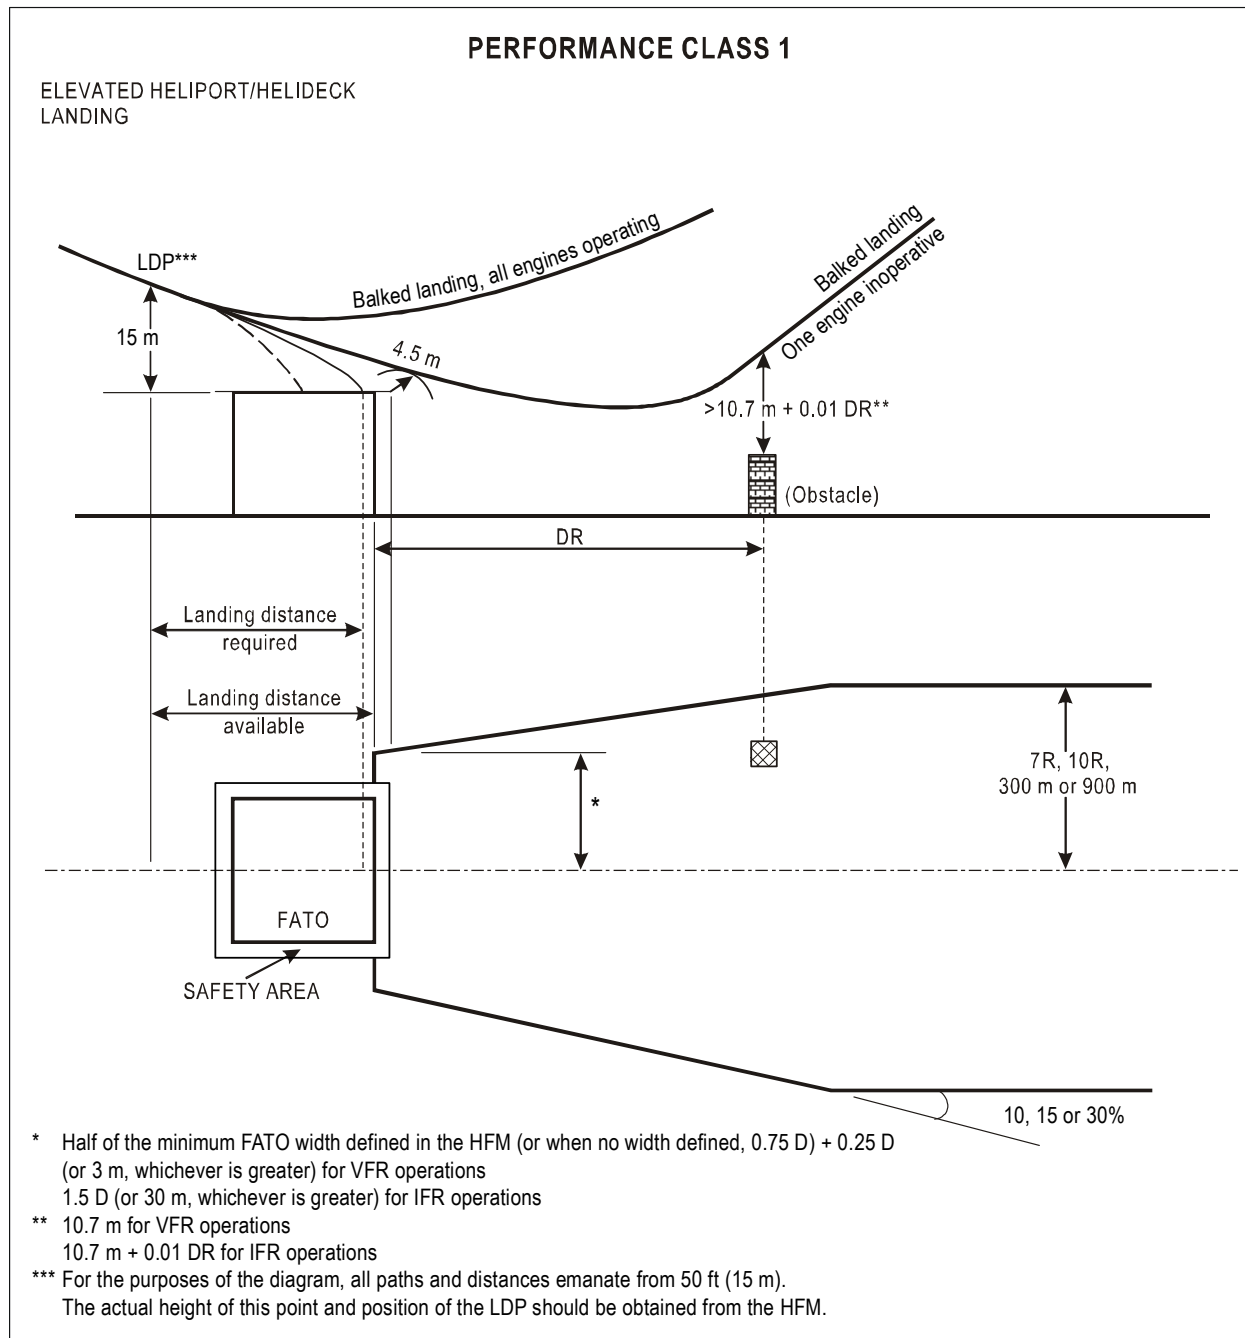 PERFORMANCE CLASS 1
ELEVATED HELIPORT/HELIDECK
LANDING
LDP***
Balked landing, all engines operating
Balked landing
One engine inoperative
15 m
4.5 m
>10.7 m + 0.01 DR**
(Obstacle)
DR
Landing distance
required
Landing distance
available
7R, 10R,
300 m or 900 m
*
FATO
SAFETY AREA
10, 15 or 30%
* Half of the minimum FATO width defined in the HFM (or when no width defined, 0.75 D) + 0.25 D
(or 3 m, whichever is greater) for VFR operations
1.5 D (or 30 m, whichever is greater) for IFR operations
** 10.7 m for VFR operations
10.7 m + 0.01 DR for IFR operations
*** For the purposes of the diagram, all paths and distances emanate from 50 ft (15 m).
The actual height of this point and position of the LDP should be obtained from the HFM.